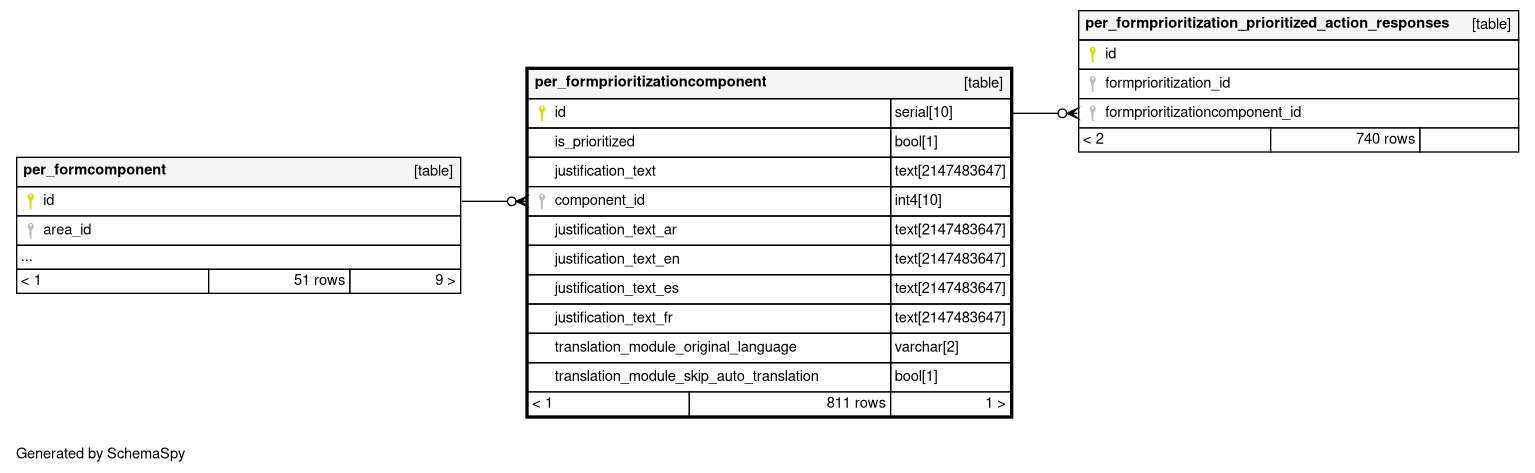 per_formprioritization_prioritized_action_responses [table]
id
formprioritization_id
formprioritizationcomponent_id
< 2 740 rows
per_formprioritizationcomponent [table]
id serial[10]
is_prioritized bool[1]
justification_text text[2147483647]
component_id int4[10]
justification_text_ar text[2147483647]
justification_text_en text[2147483647]
justification_text_es text[2147483647]
justification_text_fr text[2147483647]
translation_module_original_language varchar[2]
translation_module_skip_auto_translation bool[1]
< 1 811 rows 1 >
per_formcomponent [table]
id
area_id
...
< 1 51 rows 9 >
Generated by SchemaSpy